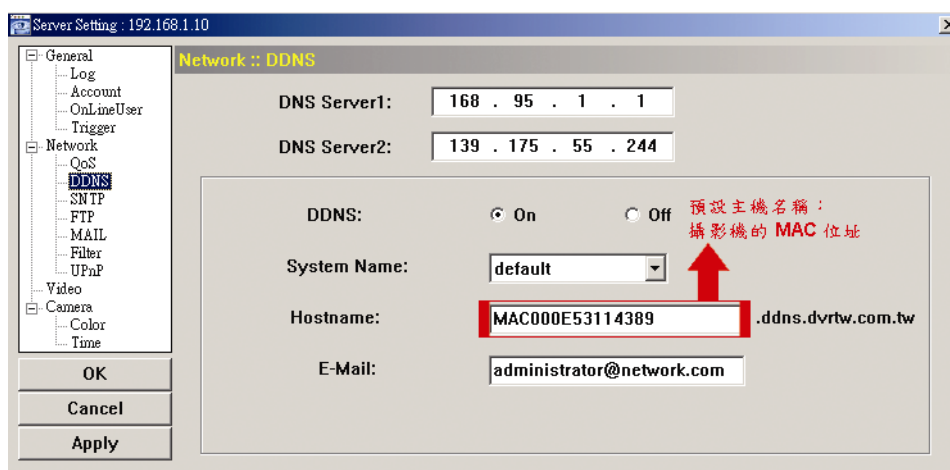 Server Setting : 192.168.1.10
General
Log
Account
OnLineUser
Trigger
Network
QoS
DDNS
SNTP
FTP
MAIL
Filter
UPnP
Video
Camera
Color
Time
OK
Cancel
Apply
Network :: DDNS
DNS Server1: 168 . 95 . 1 . 1
DNS Server2: 139 . 175 . 55 . 244
DDNS: On Off
預設主機名稱：
攝影機的 MAC 位址
System Name: default
Hostname: MAC000E53114389 .ddns.dvrtw.com.tw
E-Mail: administrator@network.com